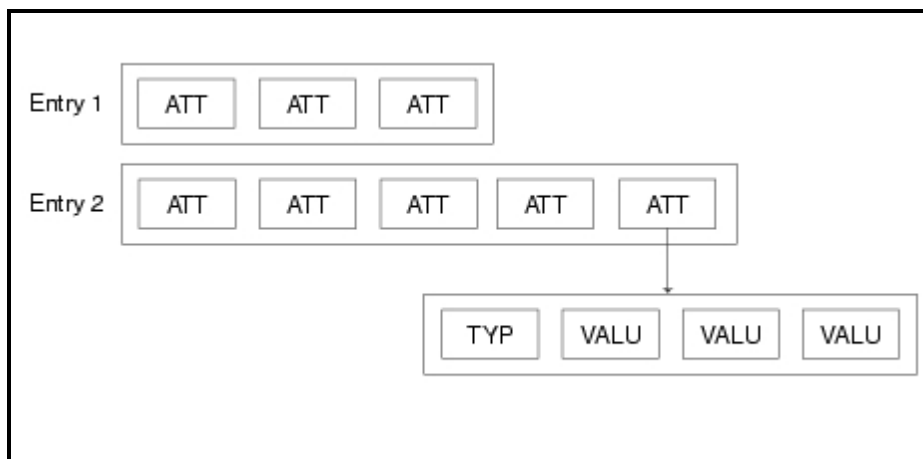 Entry 1 ATT ATT ATT
Entry 2 ATT ATT ATT ATT ATT
TYP VALU VALU VALU